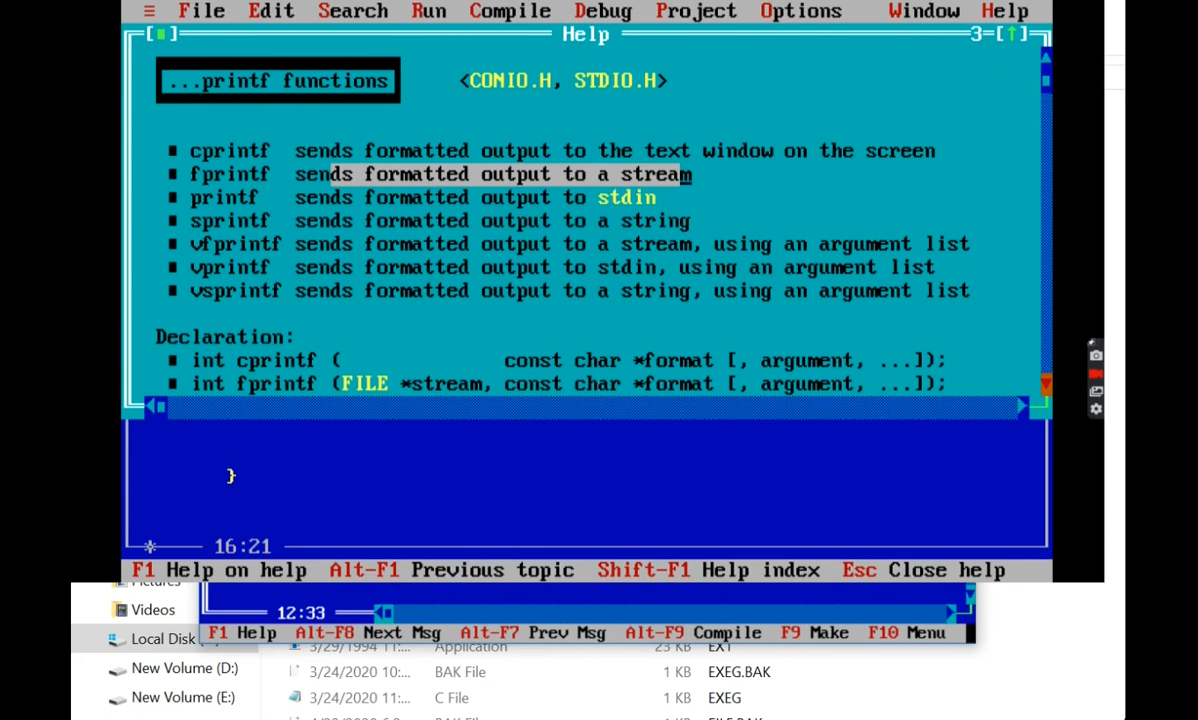 ≡ File Edit Search Run Compile Debug Project Options Window Help
[■] Help 3=[↑]
...printf functions <CONIO.H, STDIO.H>
■ cprintf sends formatted output to the text window on the screen
■ fprintf sends formatted output to a stream
■ printf sends formatted output to stdin
■ sprintf sends formatted output to a string
■ vfprintf sends formatted output to a stream, using an argument list
■ vprintf sends formatted output to stdin, using an argument list
■ vsprintf sends formatted output to a string, using an argument list
Declaration:
■ int cprintf ( const char *format [, argument, ...]);
■ int fprintf (FILE *stream, const char *format [, argument, ...]);
}
16:21
F1 Help on help Alt-F1 Previous topic Shift-F1 Help index Esc Close help
Pictures
Videos
12:33
Local Disk
F1 Help Alt-F8 Next Msg Alt-F7 Prev Msg Alt-F9 Compile F9 Make F10 Menu
3/29/1994 11:... Application 23 KB EXT
New Volume (D:)
3/24/2020 10:... BAK File 1 KB EXEG.BAK
New Volume (E:)
3/24/2020 11:... C File 1 KB EXEG